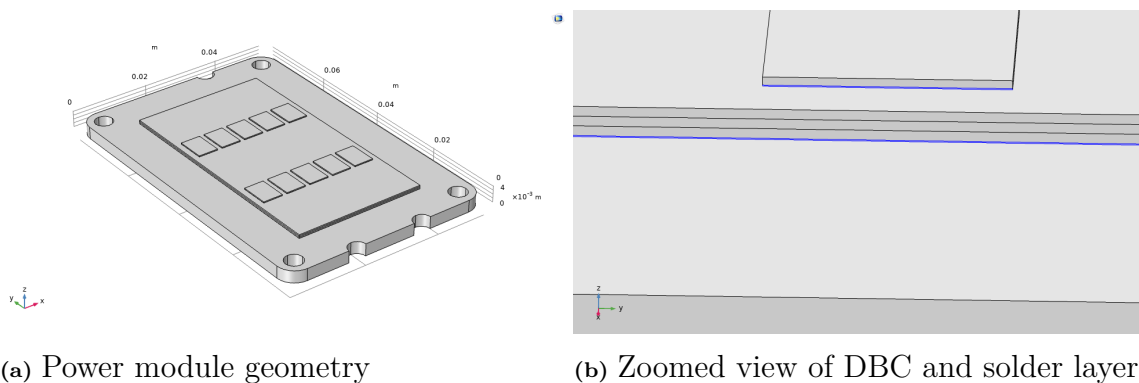 m
0.04
0.02
0
0.06
m
0.04
0.02
0
4
0
×10⁻³ m
z
y
x
z
y
x
(a) Power module geometry
(b) Zoomed view of DBC and solder layer